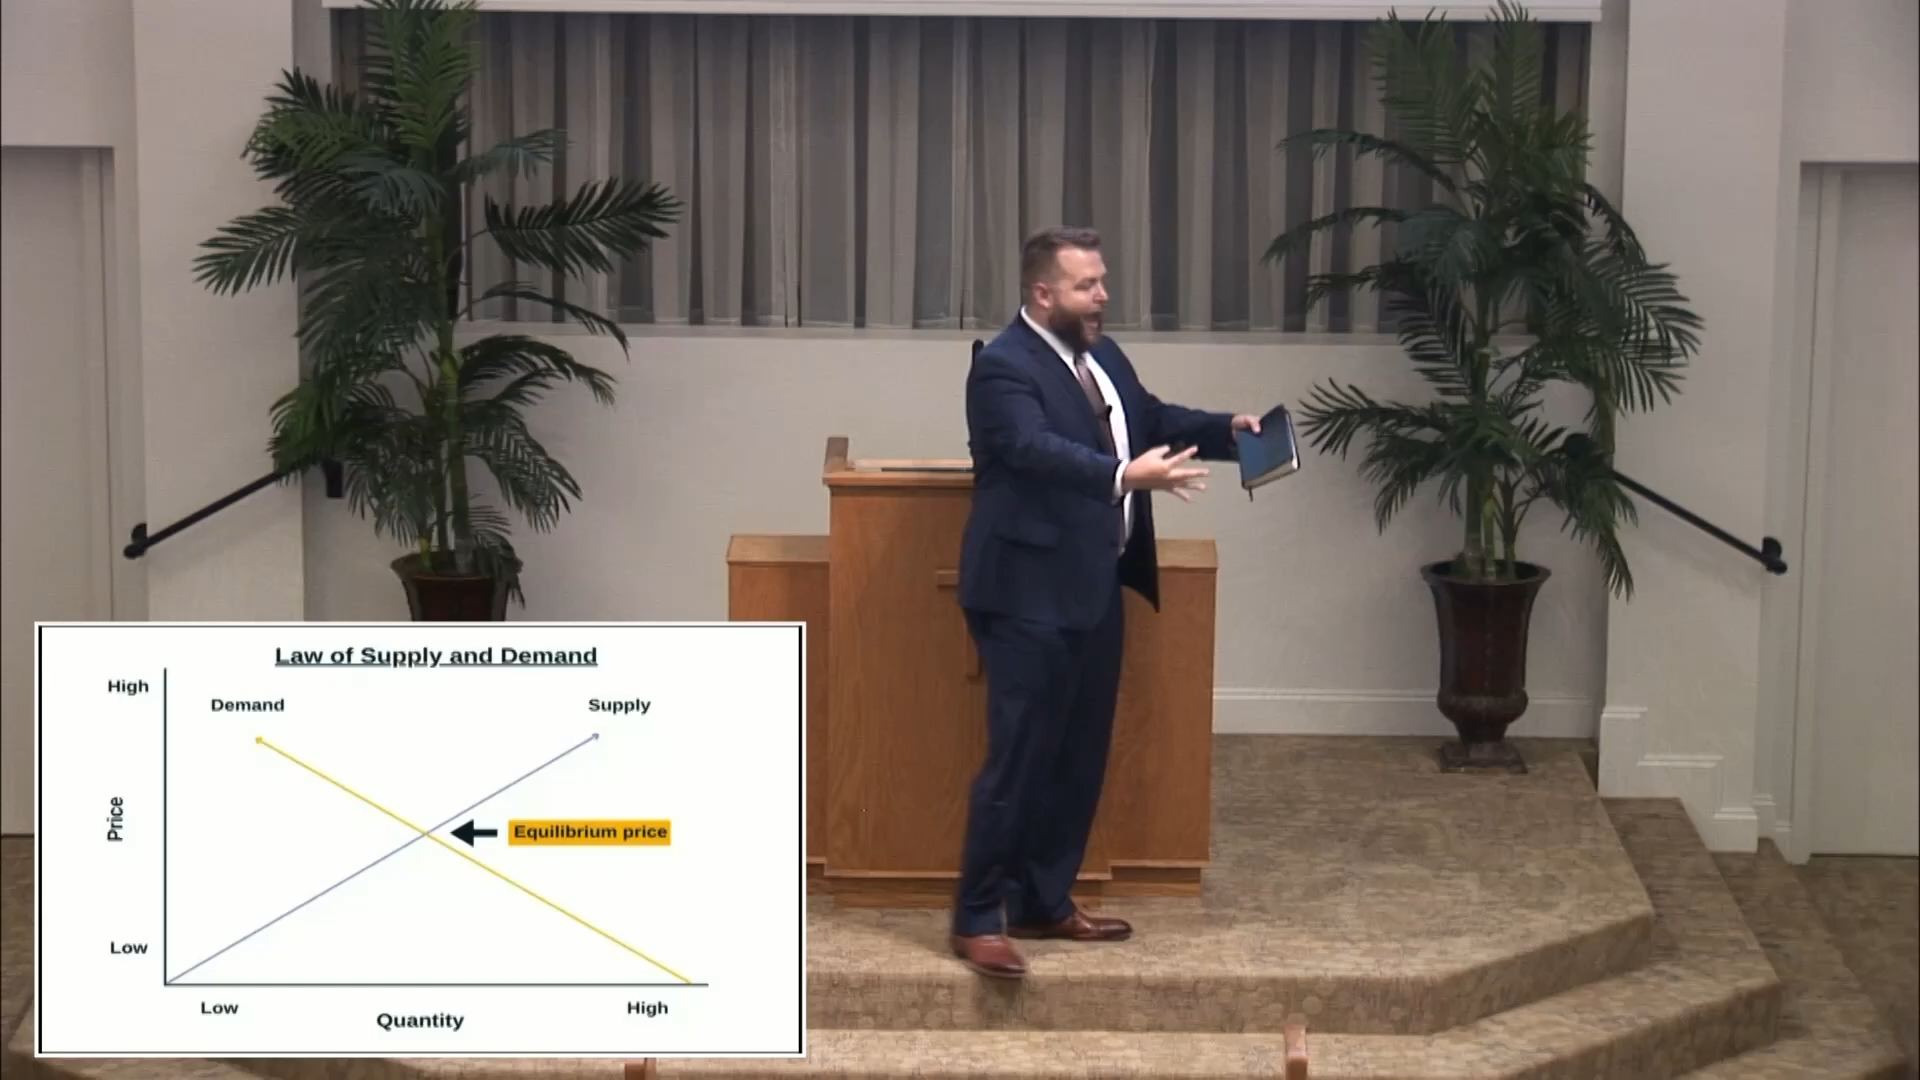 Law of Supply and Demand
High
Demand
Supply
Price
Equilibrium price
Low
Low
High
Quantity